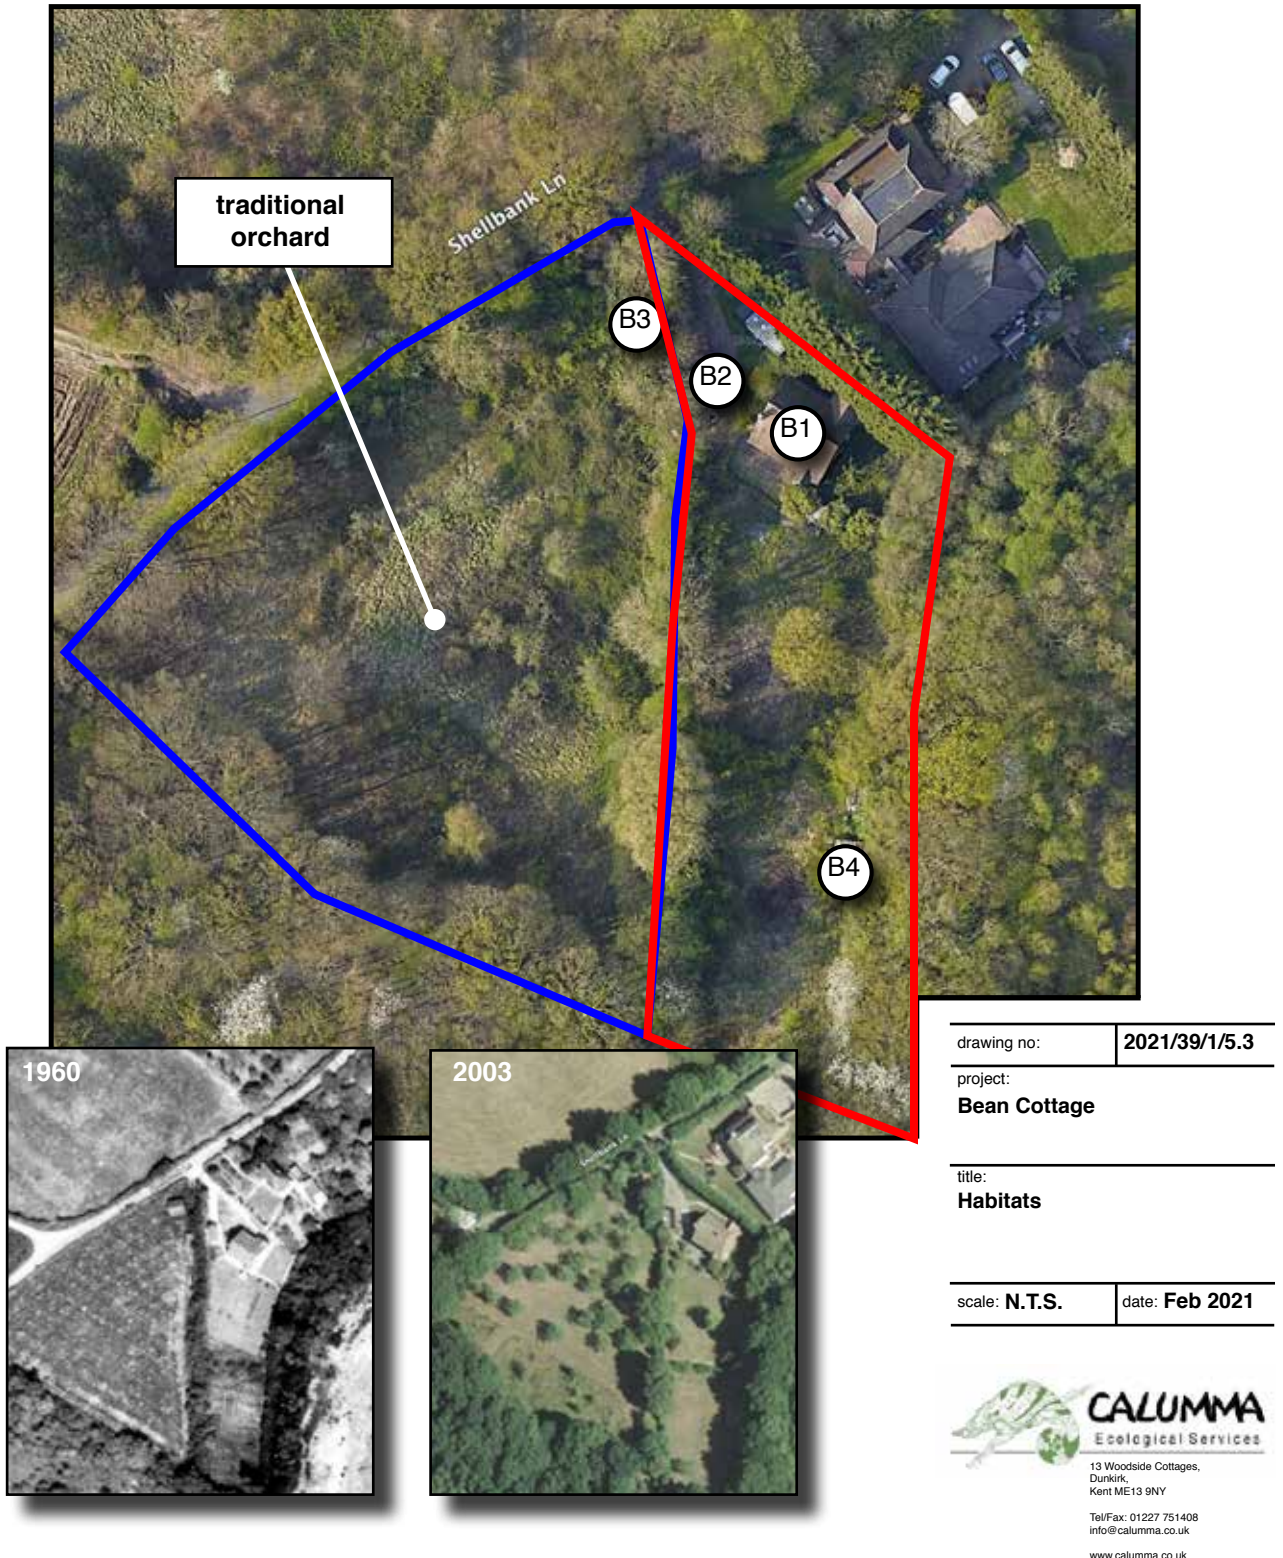 traditional
orchard
Shellbank Ln
B3
B2
B1
B4
1960
2003
drawing no: 2021/39/1/5.3
project:
Bean Cottage
title:
Habitats
scale: N.T.S. date: Feb 2021
CALUMMA
Ecological Services
13 Woodside Cottages,
Dunkirk,
Kent ME13 9NY
Tel/Fax: 01227 751408
info@calumma.co.uk
www.calumma.co.uk